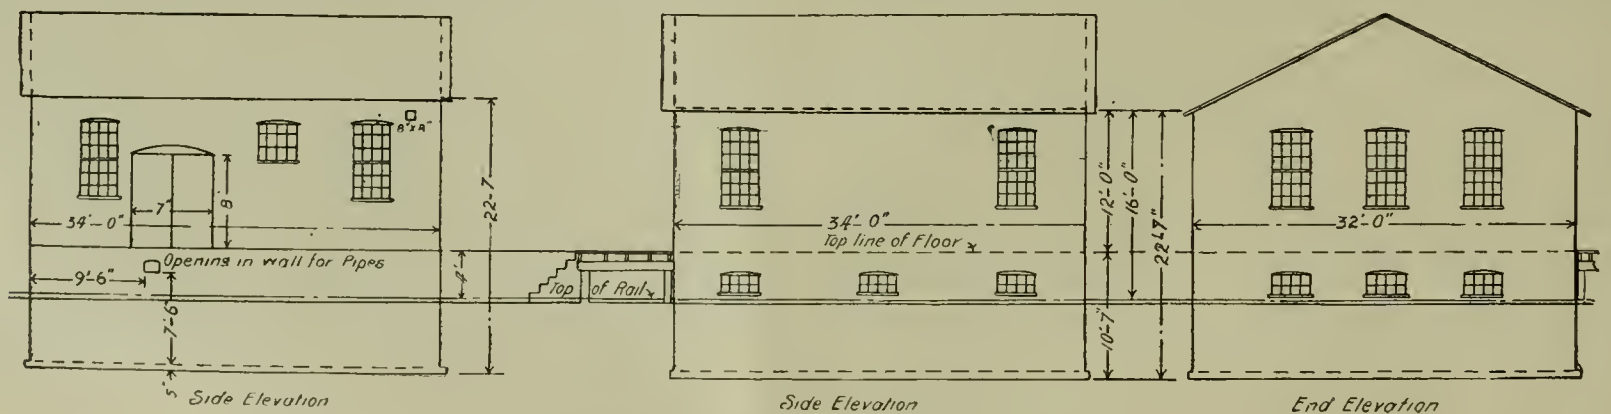 8" x 8"
34'-0"
7"
8'
22-7
Opening in wall for Pipes
9'-6"
7'-6"
5"
Side Elevation
4'
Top of Rail
34'-0"
Top line of Floor
12'-0"
16'-0"
22'-7"
10'-7"
Side Elevation
32'-0"
End Elevation